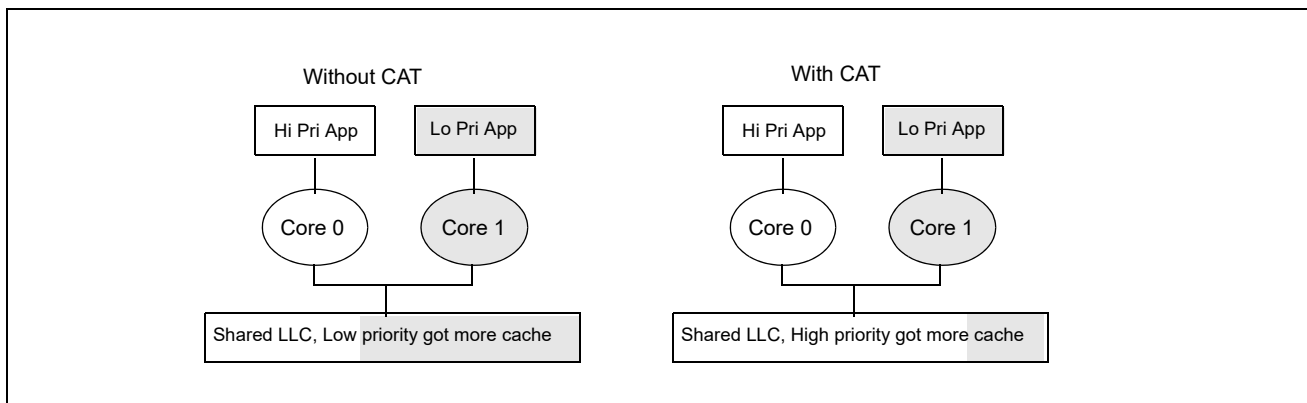 Without CAT
Hi Pri App
Lo Pri App
Core 0
Core 1
Shared LLC, Low priority got more cache
With CAT
Hi Pri App
Lo Pri App
Core 0
Core 1
Shared LLC, High priority got more cache